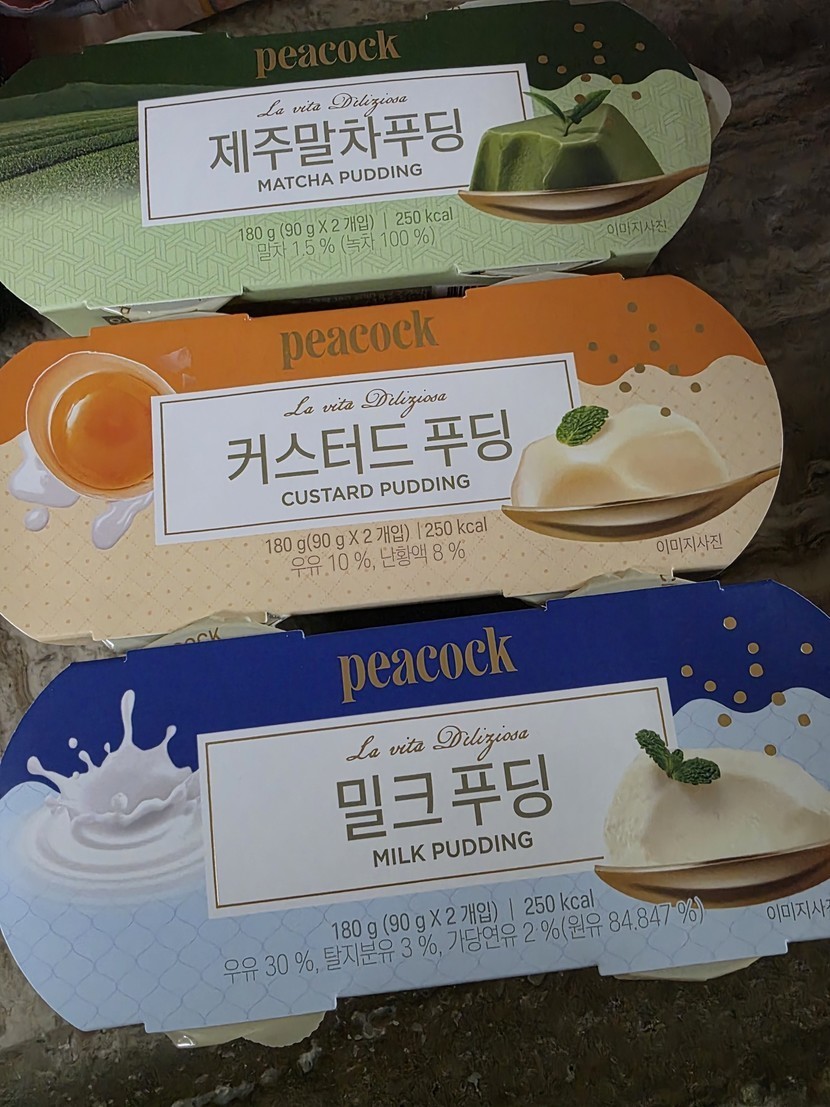 peacock
La vita Diliziosa
제주말차푸딩
MATCHA PUDDING
180 g (90 g X 2 개입) | 250 kcal
말차 1.5 % (녹차 100 %)
이미지사진
peacock
La vita Diliziosa
커스터드 푸딩
CUSTARD PUDDING
180 g(90 g X 2 개입) | 250 kcal
우유 10 %, 난황액 8 %
이미지사진
COCK
peacock
La vita Diliziosa
밀크푸딩
MILK PUDDING
180 g (90 g X 2 개입) | 250 kcal
우유 30 %, 탈지분유 3 %, 가당연유 2 %(원유 84.847 %)
이미지사